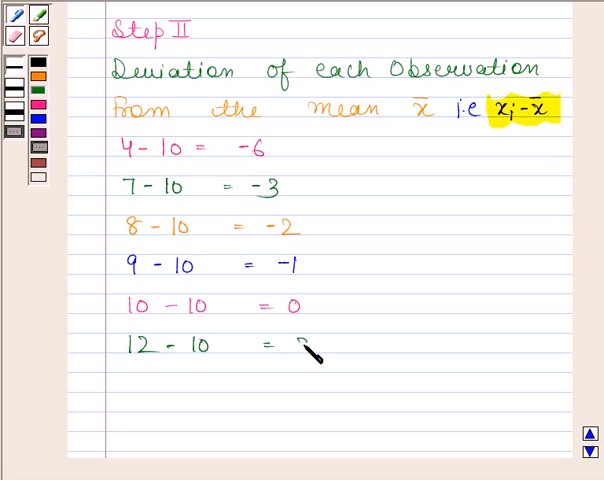 Step II
Deviation of each Observation
from the mean x̄ i.e xᵢ-x̄
4-10 = -6
7-10 = -3
8-10 = -2
9-10 = -1
10-10 = 0
12-10 =